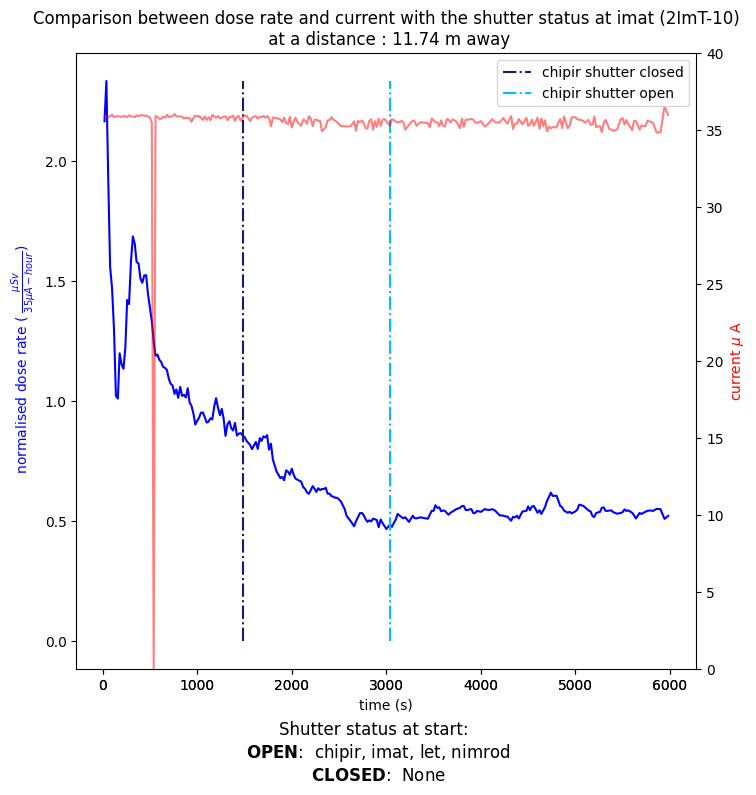 Comparison between dose rate and current with the shutter status at imat (2ImT-10)
at a distance : 11.74 m away
chipir shutter closed
chipir shutter open
normalised dose rate ( μSv / 35μA − hour )
2.0
1.5
1.0
0.5
0.0
40
35
30
25
20
15
10
5
0
current μ A
0 1000 2000 3000 4000 5000 6000
time (s)
Shutter status at start:
OPEN: chipir, imat, let, nimrod
CLOSED: None